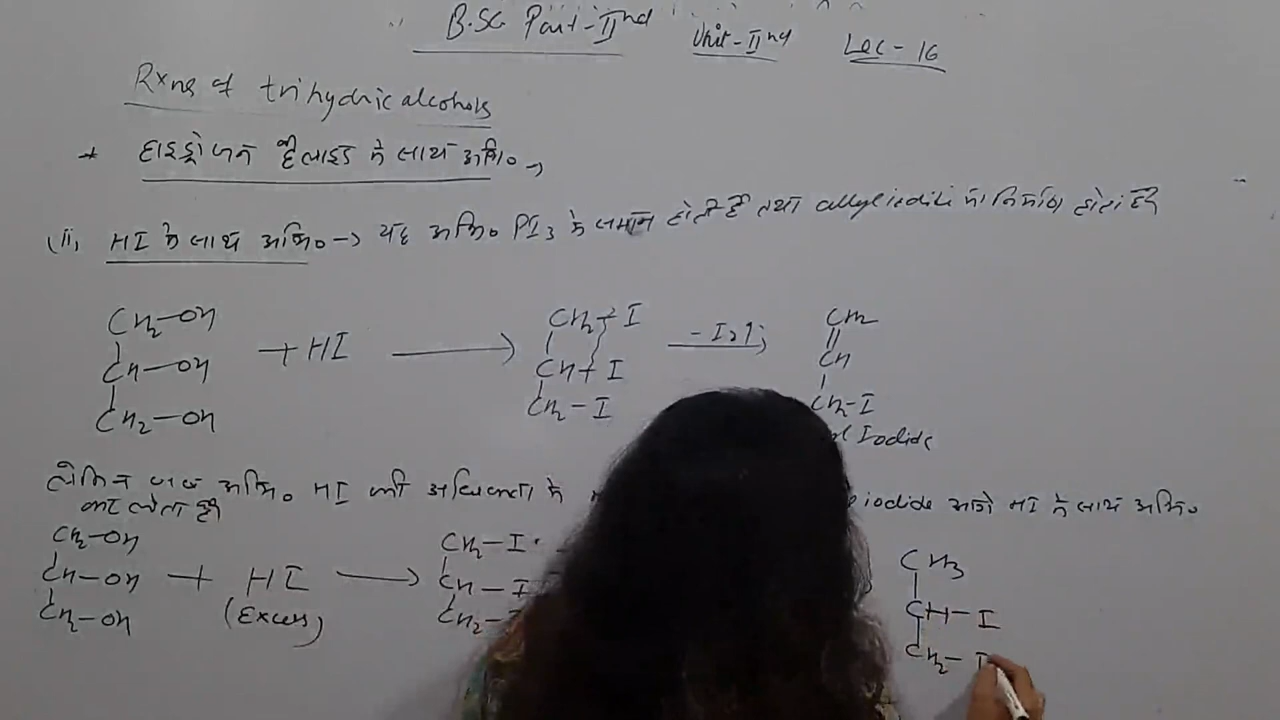 B.SC Part-IInd Unit-IInd Lec-16
Rxns of trihydric alcohols
* हाइड्रोजन हैलाइड के साथ अभि० →
(ii) HI के साथ अभि० → यह अभि० PI3 के समान होती है तथा allyl iodide का निर्माण होता है
CH2-OH CH2-I CH2
CH-OH + HI → CH-I -I2 → CH
CH2-OH CH2-I CH2-I
Iodide
लेकिन जब अभि० HI की अधिकता में iodide आगे HI के साथ अभि०
कर लेता है
CH2-OH CH2-I CH3
CH-OH + HI → CH-I CH-I
CH2-OH (Excess) CH2- CH2-I